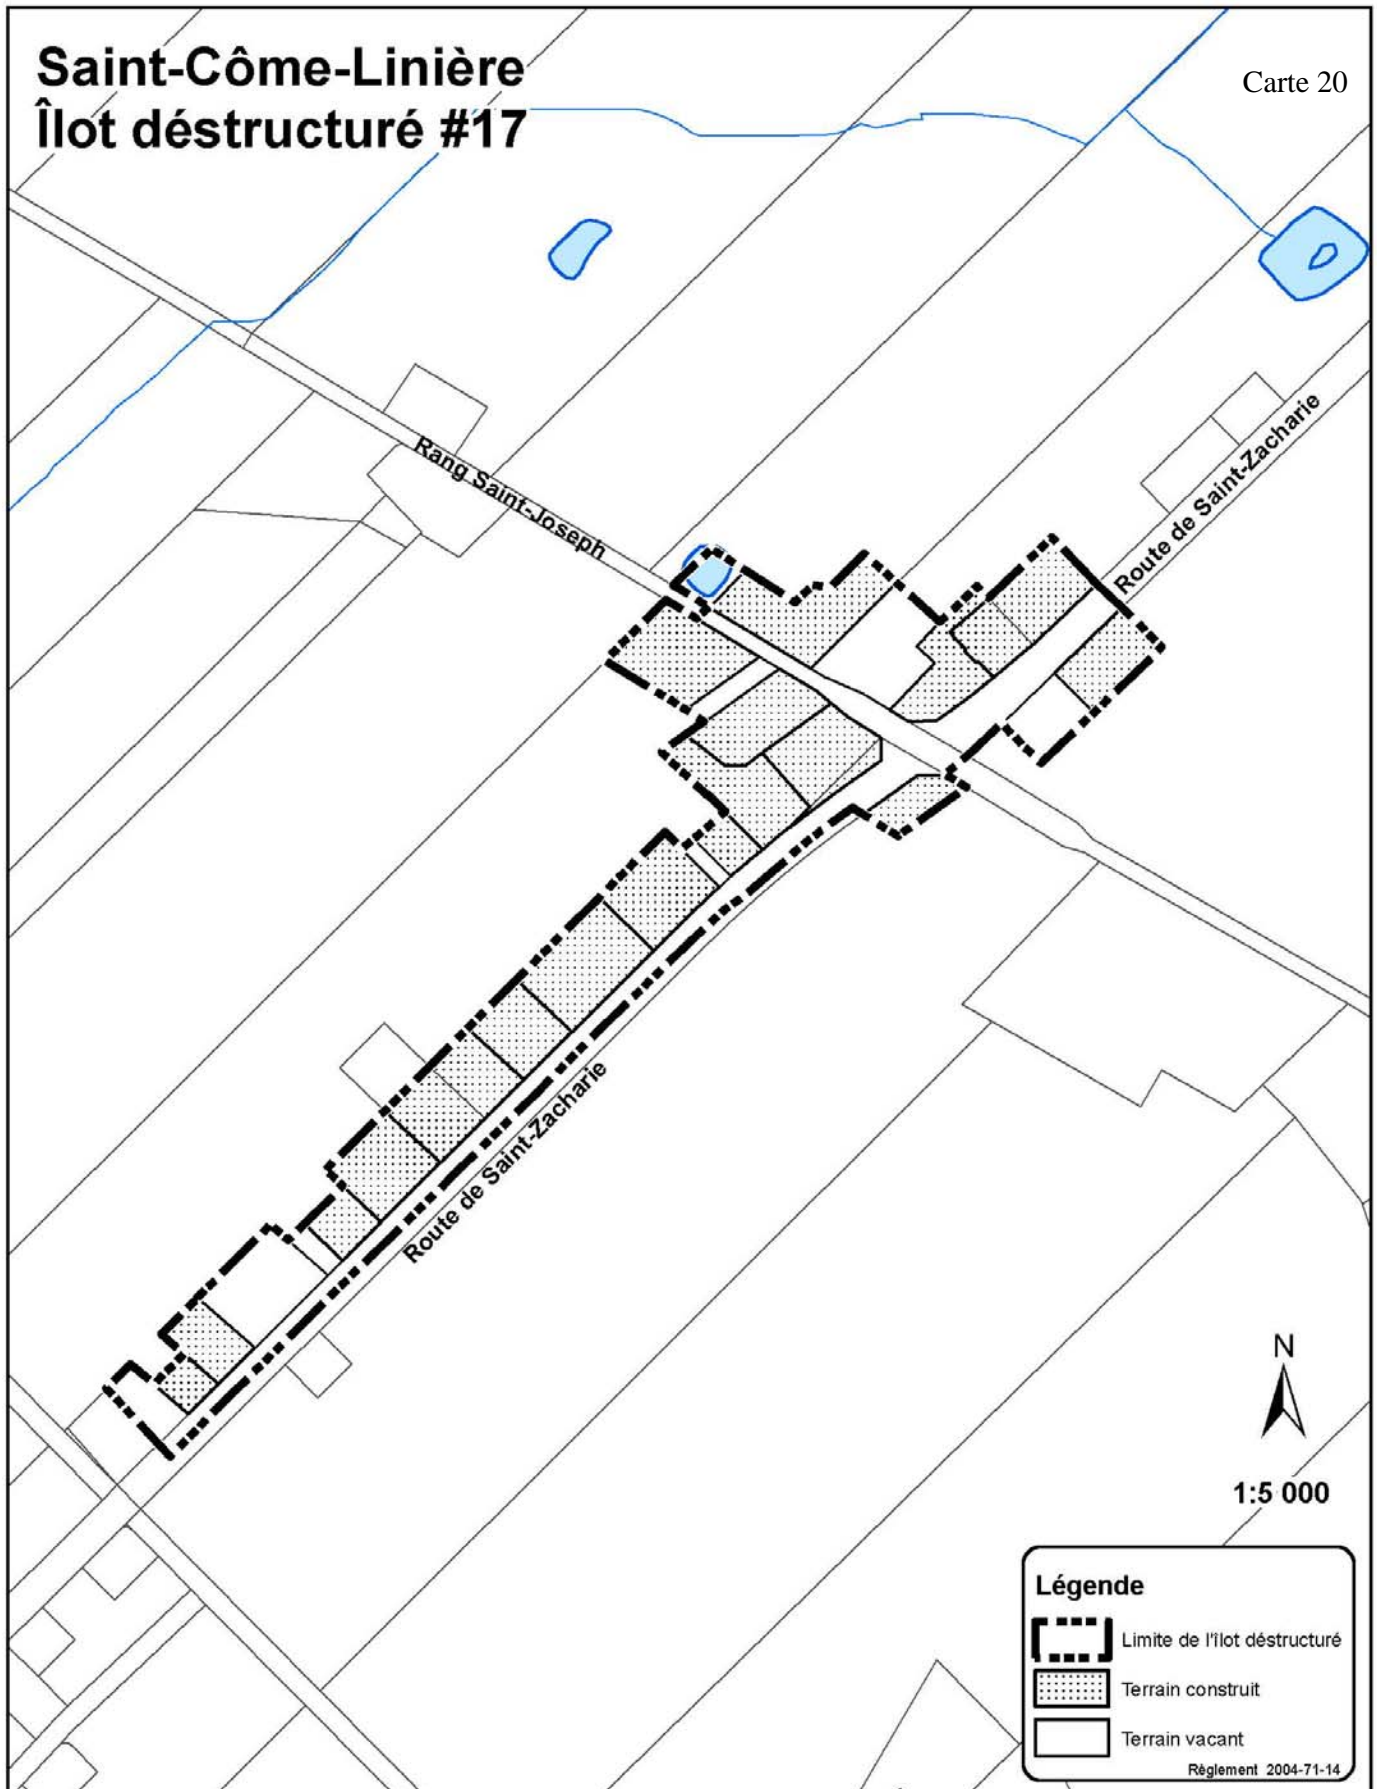 Saint-Côme-Linière
Îlot déstructuré #17
Carte 20
Rang Saint-Joseph
Route de Saint-Zacharie
Route de Saint-Zacharie
N
1:5 000
Légende
Limite de l'îlot déstructuré
Terrain construit
Terrain vacant
Règlement 2004-71-14